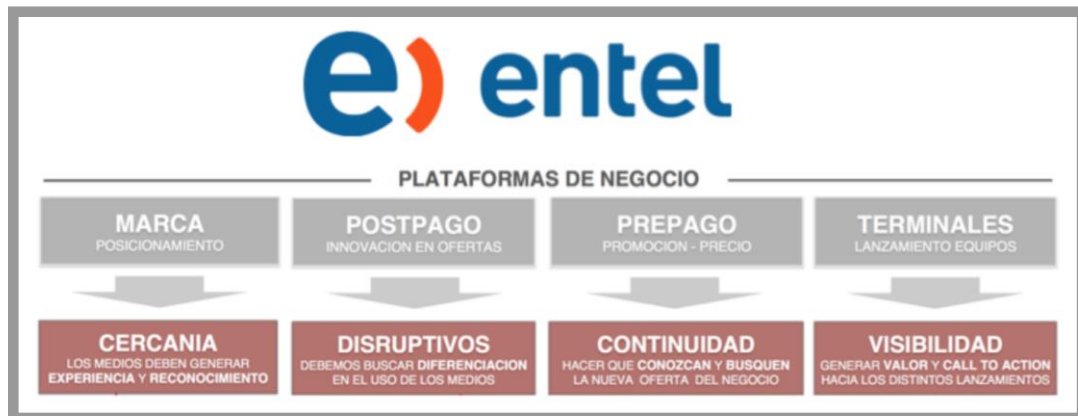 e) entel
PLATAFORMAS DE NEGOCIO
MARCA
POSICIONAMIENTO
POSTPAGO
INNOVACION EN OFERTAS
PREPAGO
PROMOCION - PRECIO
TERMINALES
LANZAMIENTO EQUIPOS
CERCANIA
LOS MEDIOS DEBEN GENERAR
EXPERIENCIA Y RECONOCIMIENTO
DISRUPTIVOS
DEBEMOS BUSCAR DIFERENCIACION
EN EL USO DE LOS MEDIOS
CONTINUIDAD
HACER QUE CONOZCAN Y BUSQUEN
LA NUEVA OFERTA DEL NEGOCIO
VISIBILIDAD
GENERAR VALOR Y CALL TO ACTION
HACIA LOS DISTINTOS LANZAMIENTOS